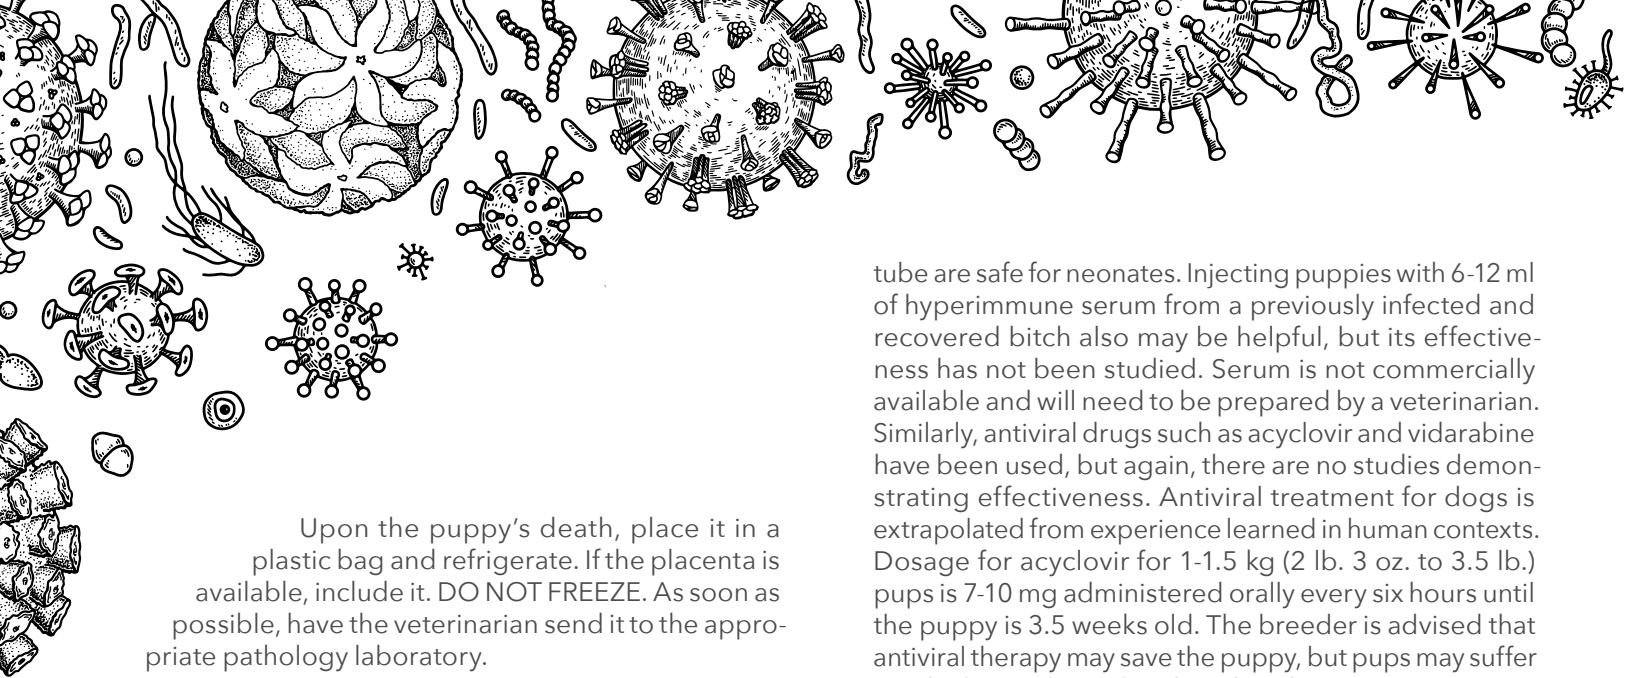 Upon the puppy's death, place it in a
plastic bag and refrigerate. If the placenta is
available, include it. DO NOT FREEZE. As soon as
possible, have the veterinarian send it to the appro-
priate pathology laboratory.
tube are safe for neonates. Injecting puppies with 6-12 ml
of hyperimmune serum from a previously infected and
recovered bitch also may be helpful, but its effective-
ness has not been studied. Serum is not commercially
available and will need to be prepared by a veterinarian.
Similarly, antiviral drugs such as acyclovir and vidarabine
have been used, but again, there are no studies demon-
strating effectiveness. Antiviral treatment for dogs is
extrapolated from experience learned in human contexts.
Dosage for acyclovir for 1-1.5 kg (2 lb. 3 oz. to 3.5 lb.)
pups is 7-10 mg administered orally every six hours until
the puppy is 3.5 weeks old. The breeder is advised that
antiviral therapy may save the puppy, but pups may suffer